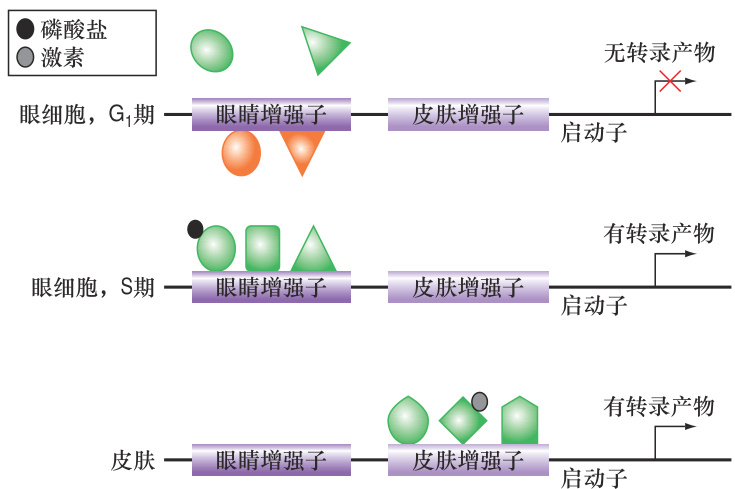 磷酸盐
激素
无转录产物
眼细胞，G1期
眼睛增强子
皮肤增强子
启动子
有转录产物
眼细胞，S期
眼睛增强子
皮肤增强子
启动子
有转录产物
皮肤
眼睛增强子
皮肤增强子
启动子